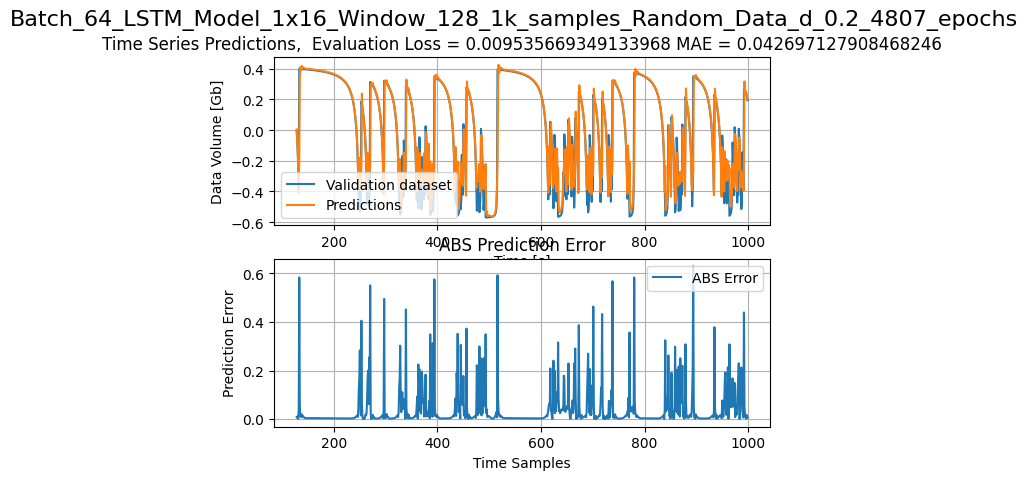 Batch_64_LSTM_Model_1x16_Window_128_1k_samples_Random_Data_d_0.2_4807_epochs
Time Series Predictions,  Evaluation Loss = 0.009535669349133968 MAE = 0.042697127908468246
Data Volume [Gb]
0.4
0.2
0.0
−0.2
−0.4
−0.6
Validation dataset
Predictions
200
400
600
800
1000
Time [s]
ABS Prediction Error
Prediction Error
0.6
0.4
0.2
0.0
ABS Error
200
400
600
800
1000
Time Samples